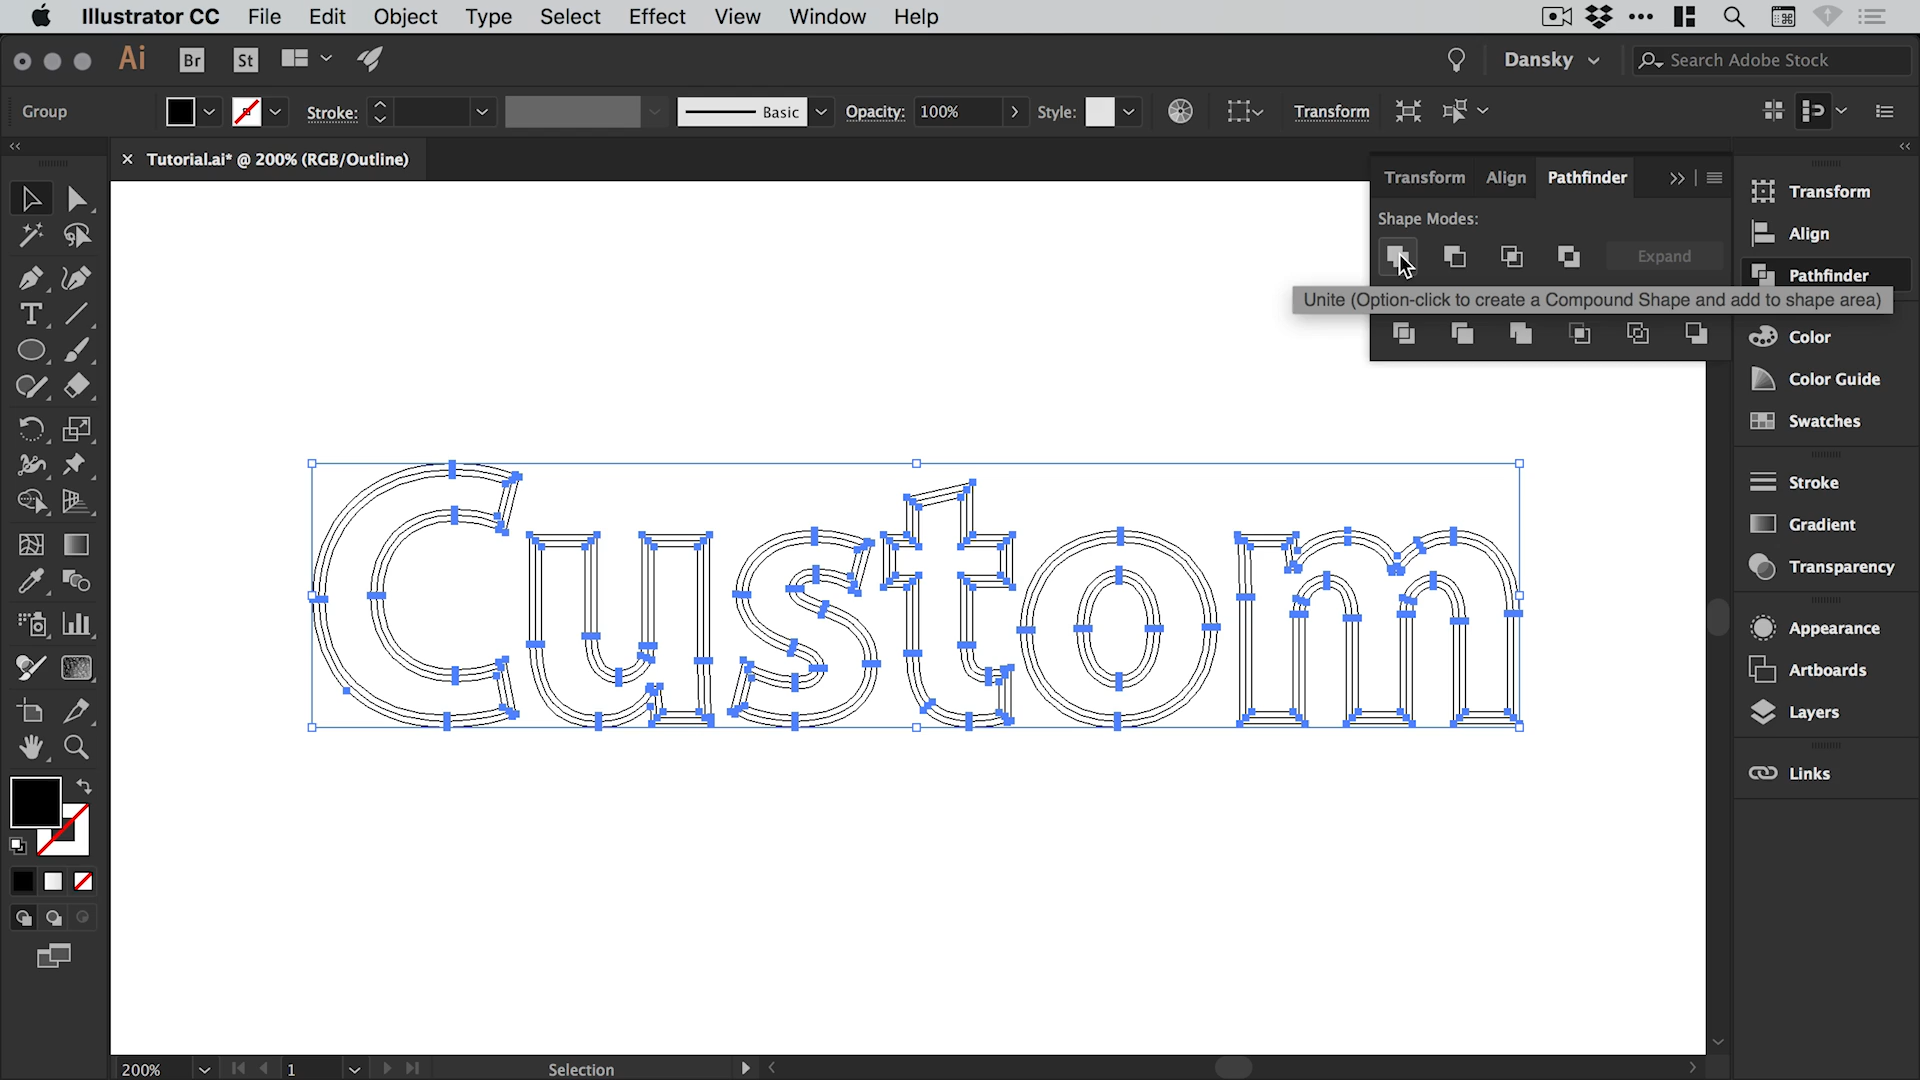 Illustrator CC File Edit Object Type Select Effect View Window Help
Ai Br St Dansky Search Adobe Stock
Group Stroke: Basic Opacity: 100% Style: Transform
Tutorial.ai* @ 200% (RGB/Outline)
Transform Align Pathfinder
Shape Modes:
Expand
Unite (Option-click to create a Compound Shape and add to shape area)
Transform
Align
Pathfinder
Color
Color Guide
Swatches
Stroke
Gradient
Transparency
Appearance
Artboards
Layers
Links
Custom
200% 1 Selection